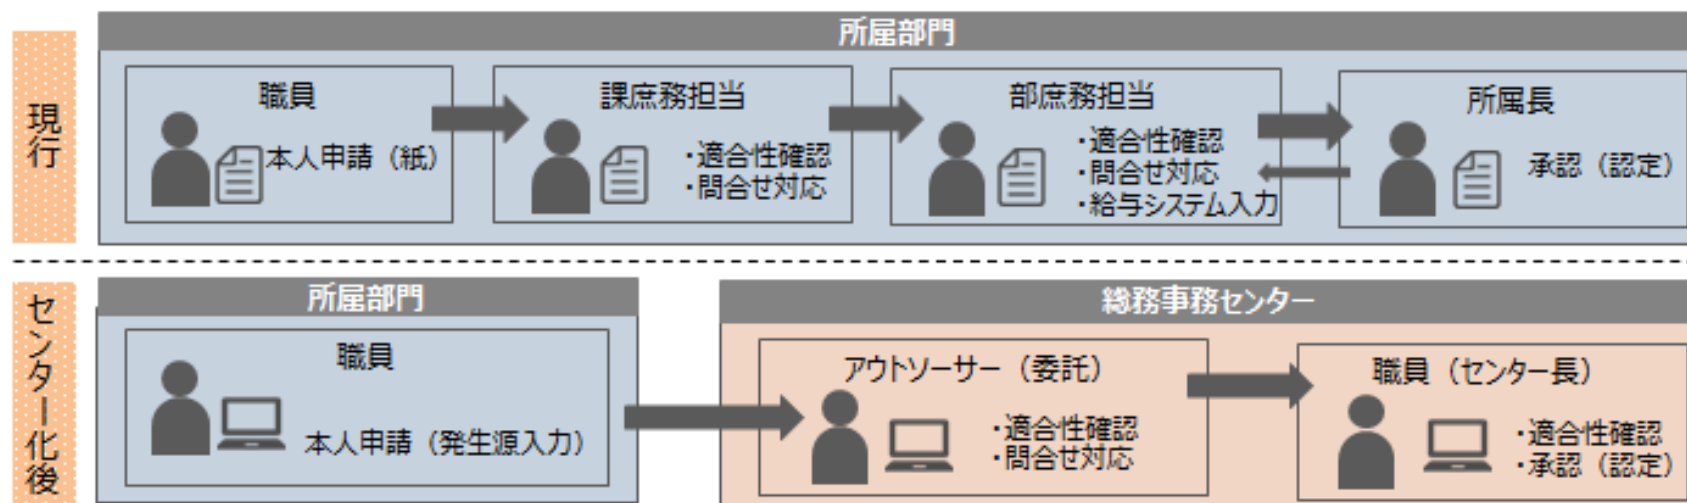 現行
所属部門
職員
本人申請（紙）
課庶務担当
・適合性確認
・問合せ対応
部庶務担当
・適合性確認
・問合せ対応
・給与システム入力
所属長
承認（認定）
センター化後
所属部門
職員
本人申請（発生源入力）
総務事務センター
アウトソーサー（委託）
・適合性確認
・問合せ対応
職員（センター長）
・適合性確認
・承認（認定）